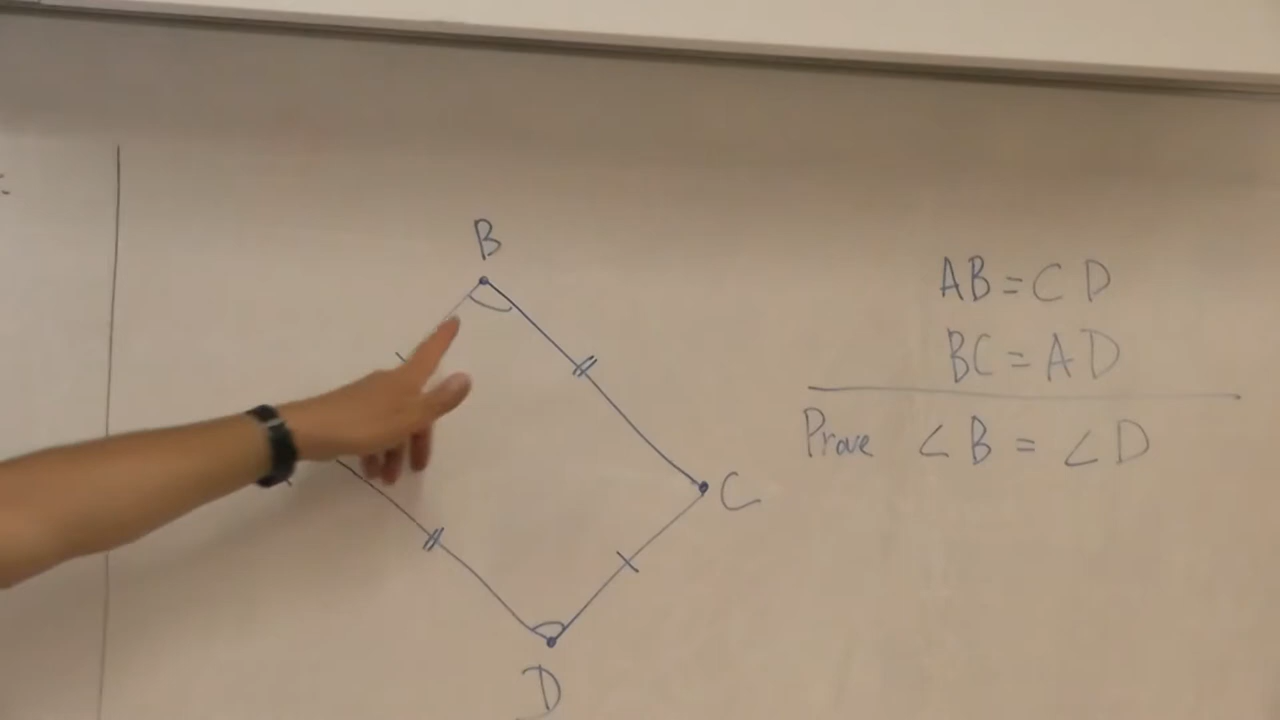 B
AB = CD
BC = AD
C
Prove ∠B = ∠D
D